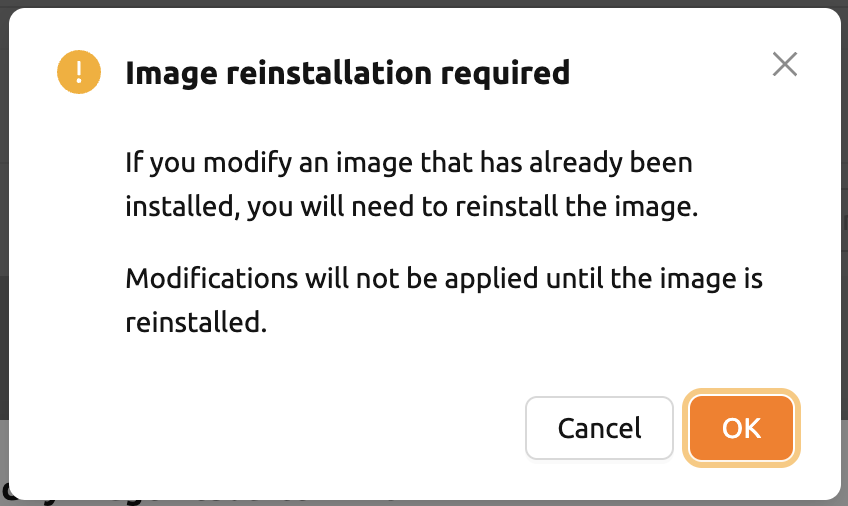 Image reinstallation required
If you modify an image that has already been
installed, you will need to reinstall the image.
Modifications will not be applied until the image is
reinstalled.
Cancel
OK